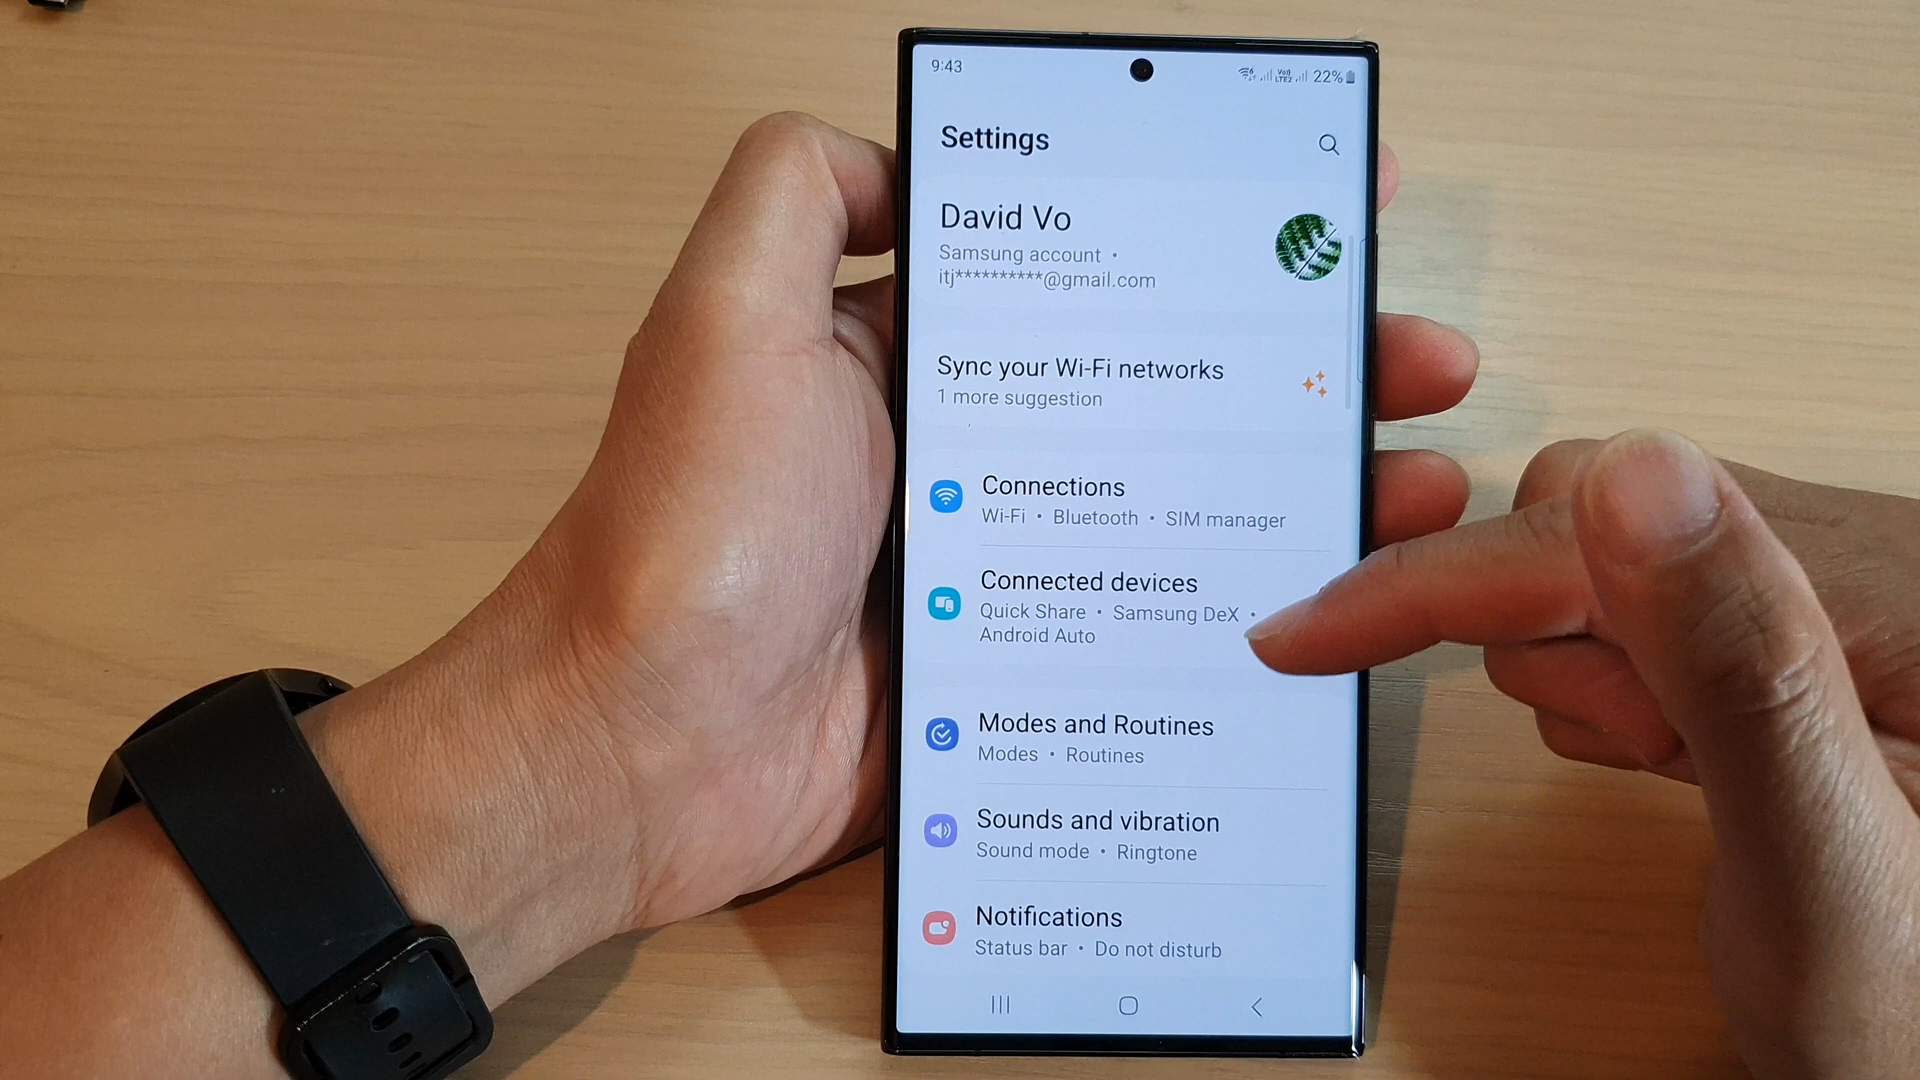 9:43
Vo)) LTE2 22%
Settings
David Vo
Samsung account •
itj**********@gmail.com
Sync your Wi-Fi networks
1 more suggestion
Connections
Wi-Fi • Bluetooth • SIM manager
Connected devices
Quick Share • Samsung DeX •
Android Auto
Modes and Routines
Modes • Routines
Sounds and vibration
Sound mode • Ringtone
Notifications
Status bar • Do not disturb